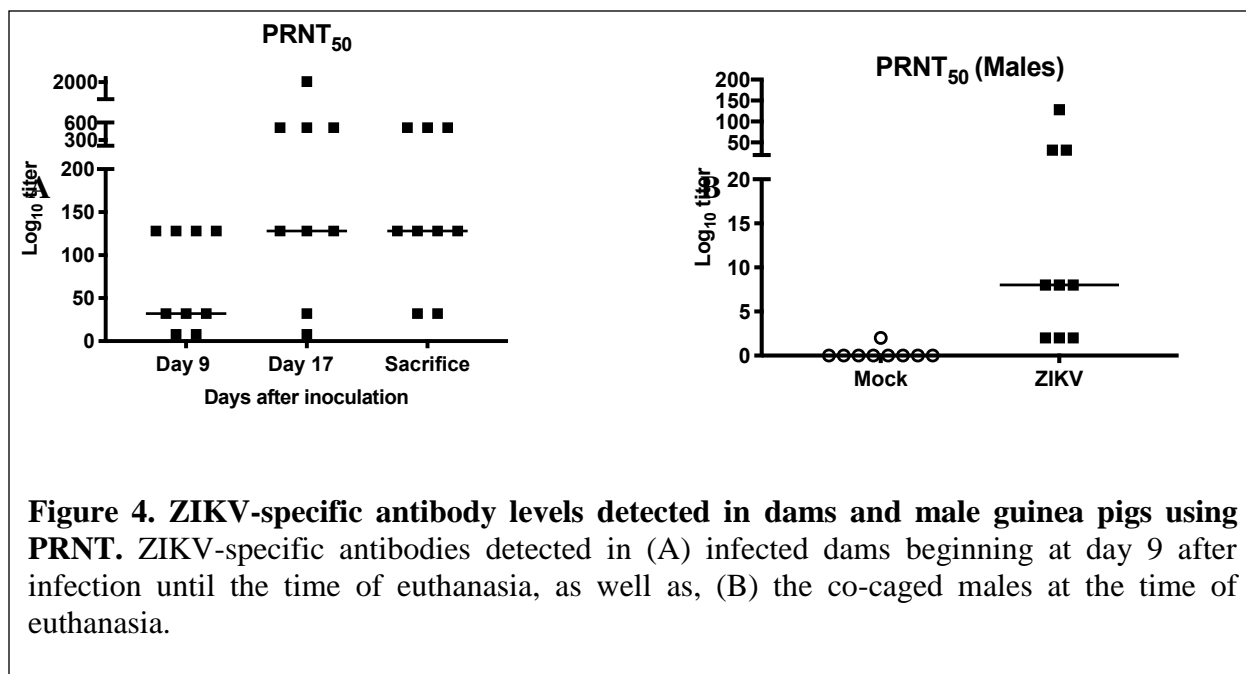 PRNT50
2000
600
300
200
150
100
50
0
Log10 titer
A
Day 9 Day 17 Sacrifice
Days after inoculation
PRNT50 (Males)
200
150
100
50
20
15
10
5
0
Log10 titer
B
Mock ZIKV
Figure 4. ZIKV-specific antibody levels detected in dams and male guinea pigs using
PRNT. ZIKV-specific antibodies detected in (A) infected dams beginning at day 9 after
infection until the time of euthanasia, as well as, (B) the co-caged males at the time of
euthanasia.